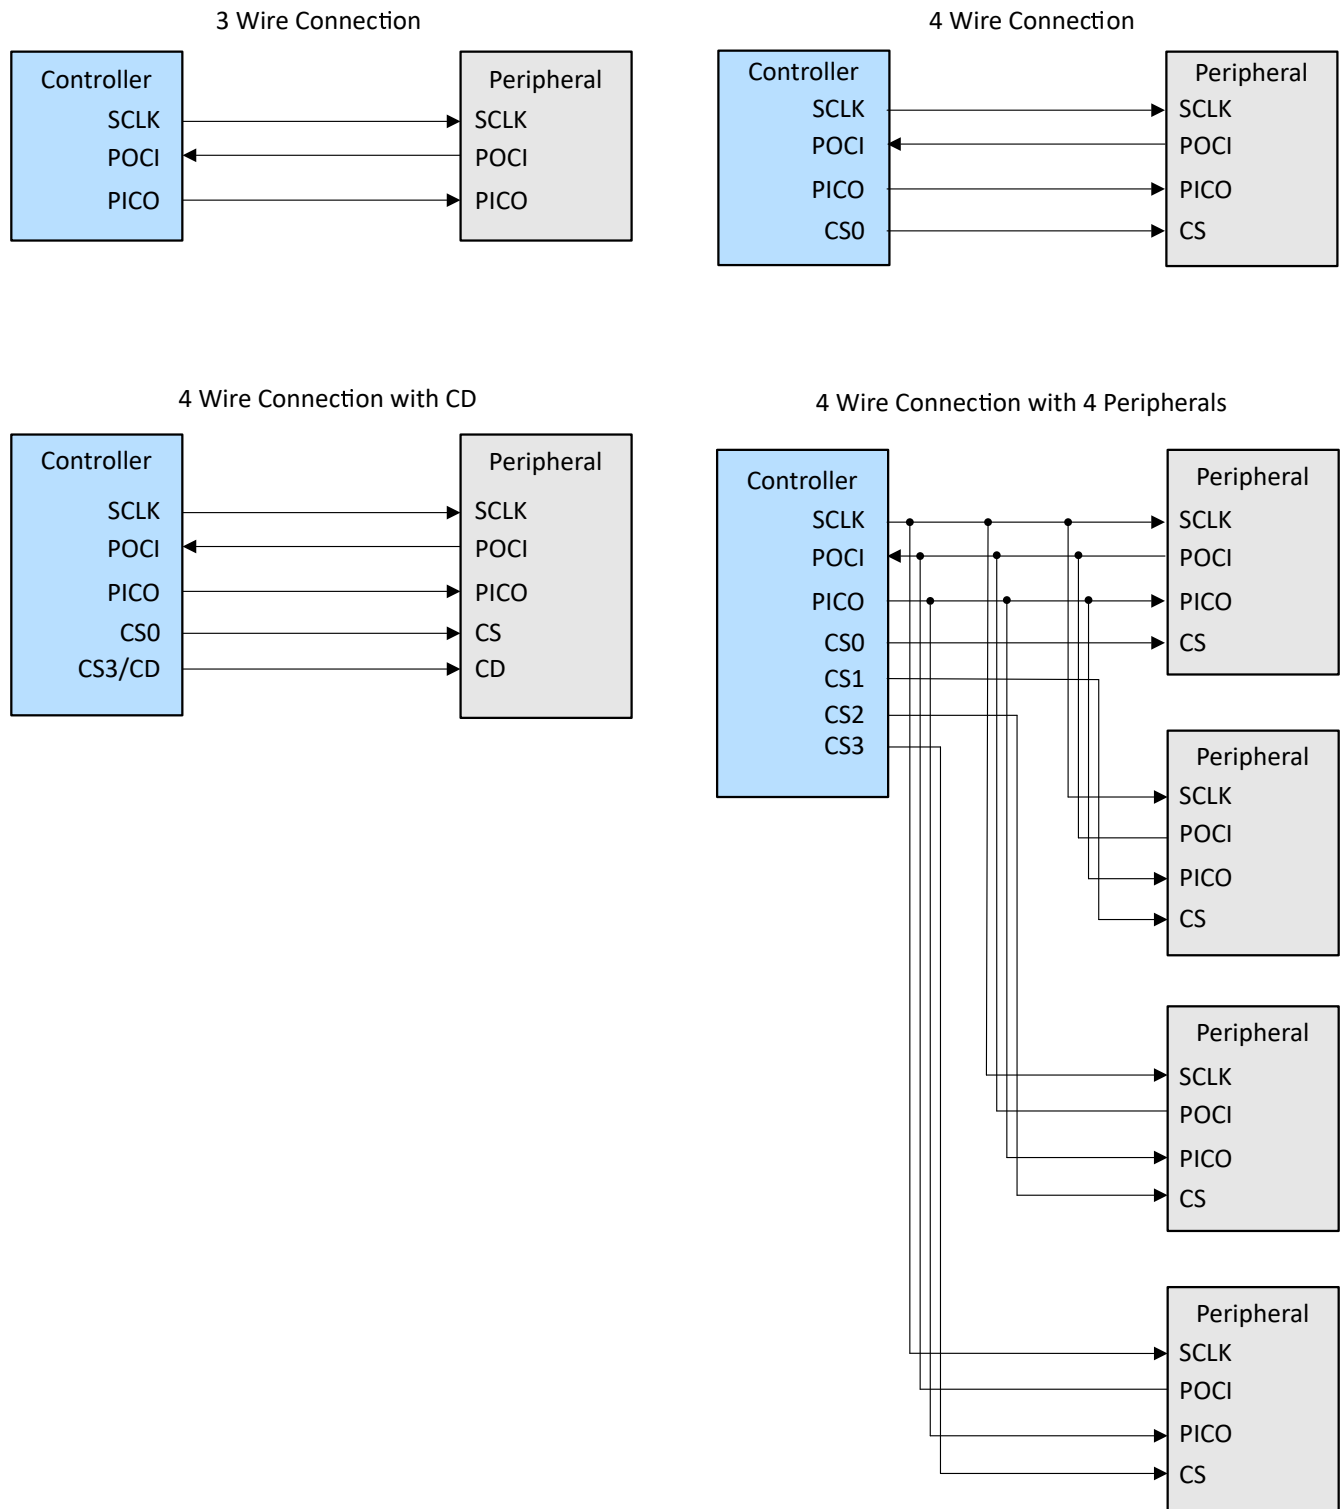 3 Wire Connection
Controller
SCLK
POCI
PICO
Peripheral
SCLK
POCI
PICO
4 Wire Connection
Controller
SCLK
POCI
PICO
CS0
Peripheral
SCLK
POCI
PICO
CS
4 Wire Connection with CD
Controller
SCLK
POCI
PICO
CS0
CS3/CD
Peripheral
SCLK
POCI
PICO
CS
CD
4 Wire Connection with 4 Peripherals
Controller
SCLK
POCI
PICO
CS0
CS1
CS2
CS3
Peripheral
SCLK
POCI
PICO
CS
Peripheral
SCLK
POCI
PICO
CS
Peripheral
SCLK
POCI
PICO
CS
Peripheral
SCLK
POCI
PICO
CS